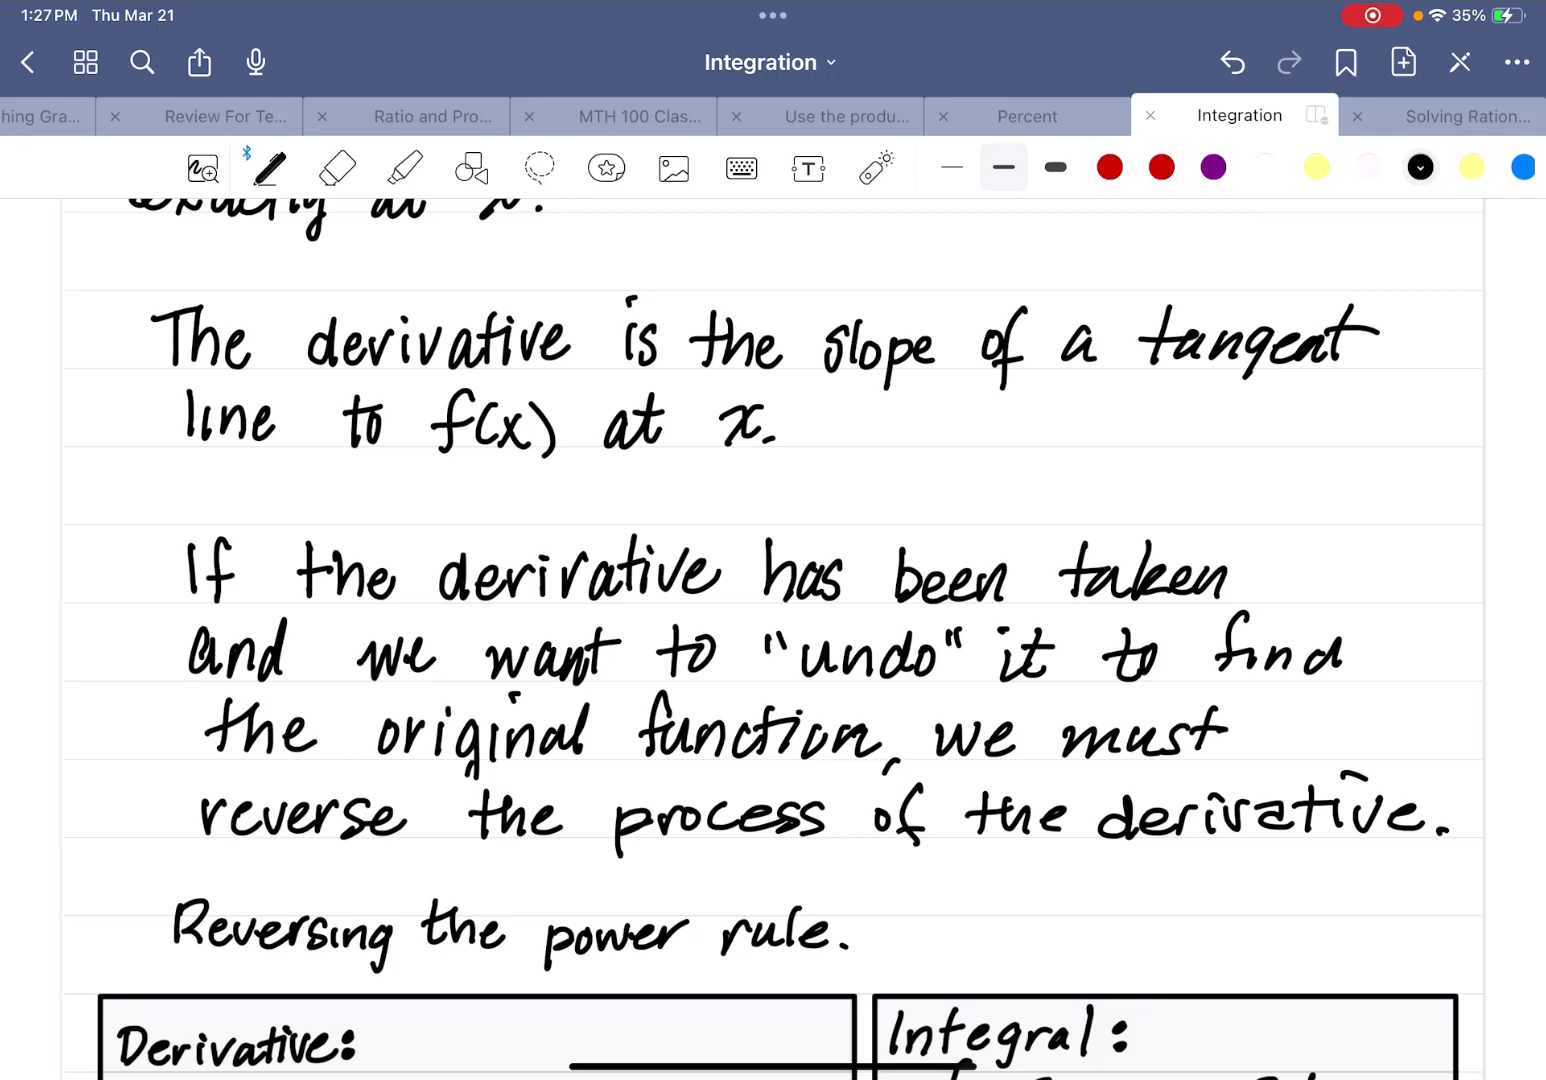 1:27 PM Thu Mar 21
35%
Integration
hing Gra...
Review For Te...
Ratio and Pro...
MTH 100 Clas...
Use the produ...
Percent
Integration
Solving Ration...
exactly at x.
The derivative is the slope of a tangent
line to f(x) at x.
If the derivative has been taken
and we want to "undo" it to find
the original function, we must
reverse the process of the derivative.
Reversing the power rule.
Derivative:
Integral: